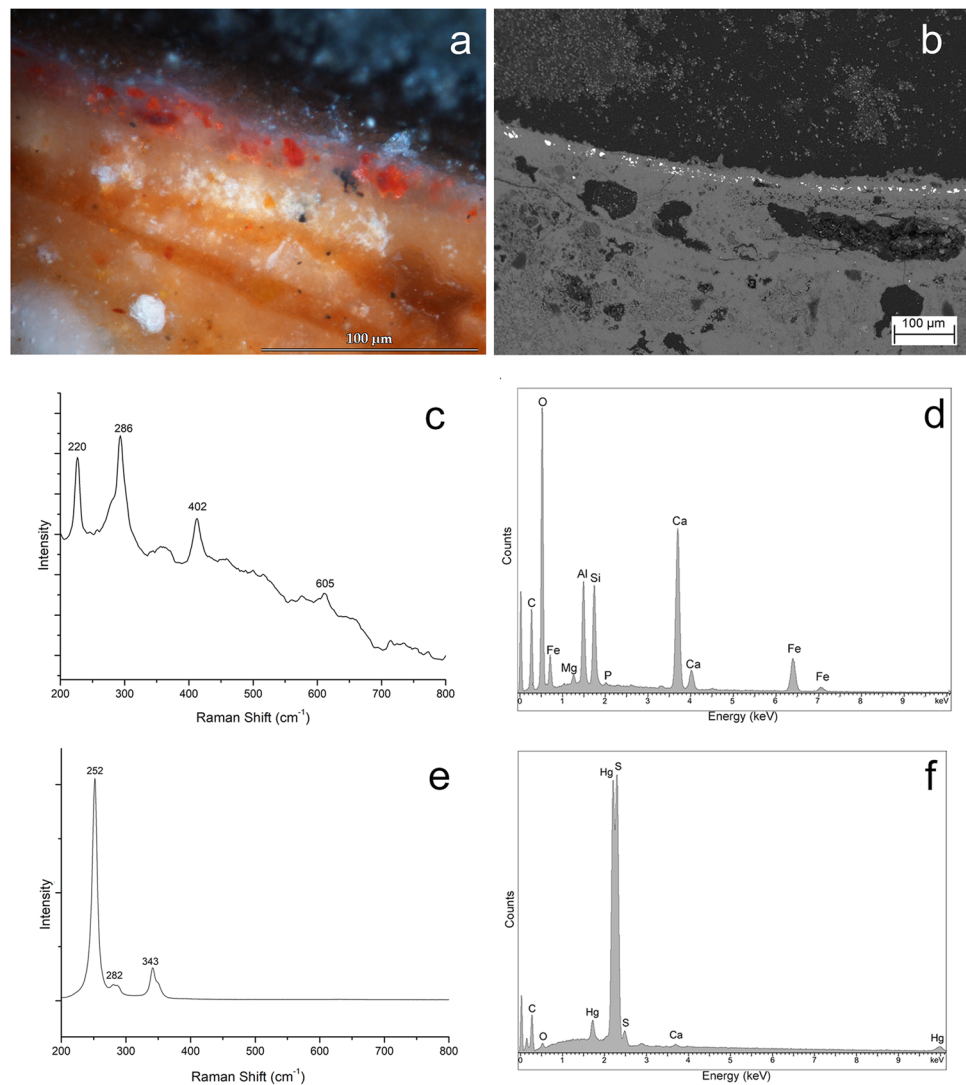 a
100 µm
b
100 µm
c
220
286
402
605
Intensity
200 300 400 500 600 700 800
Raman Shift (cm-1)
d
O
C
Fe
Mg
Al
Si
P
Ca
Ca
Fe
Fe
Counts
1 2 3 4 5 6 7 8 9 keV
keV
Energy (keV)
e
252
282
343
Intensity
200 300 400 500 600 700 800
Raman Shift (cm-1)
f
Hg
S
C
O
Hg
S
Ca
Hg
Counts
1 2 3 4 5 6 7 8 9 keV
Energy (keV)